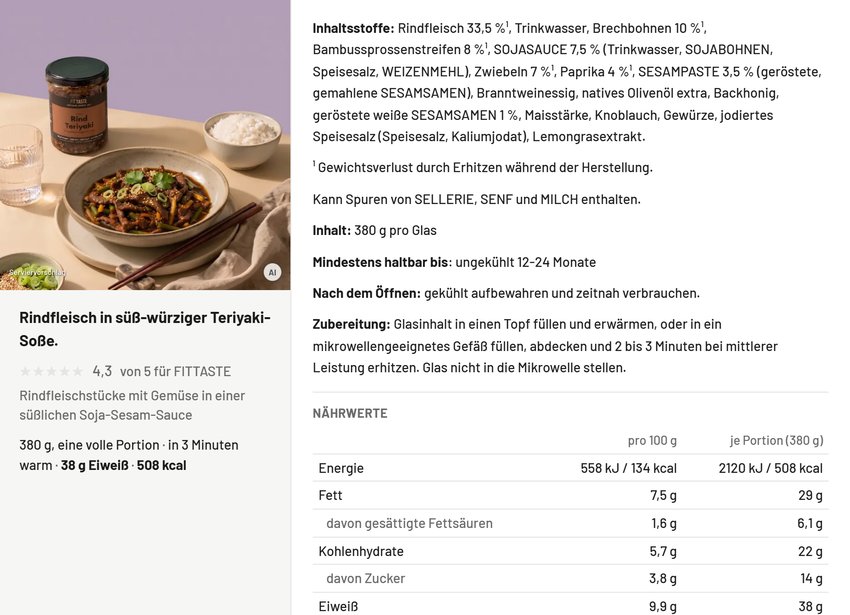 FITTASTE
Rind
Teriyaki
Serviervorschlag
AI
Rindfleisch in süß-würziger Teriyaki-
Soße.
4,3 von 5 für FITTASTE
Rindfleischstücke mit Gemüse in einer
süßlichen Soja-Sesam-Sauce
380 g, eine volle Portion · in 3 Minuten
warm · 38 g Eiweiß · 508 kcal
Inhaltsstoffe: Rindfleisch 33,5 %¹, Trinkwasser, Brechbohnen 10 %¹,
Bambussprossenstreifen 8 %¹, SOJASAUCE 7,5 % (Trinkwasser, SOJABOHNEN,
Speisesalz, WEIZENMEHL), Zwiebeln 7 %¹, Paprika 4 %¹, SESAMPASTE 3,5 % (geröstete,
gemahlene SESAMSAMEN), Branntweinessig, natives Olivenöl extra, Backhonig,
geröstete weiße SESAMSAMEN 1 %, Maisstärke, Knoblauch, Gewürze, jodiertes
Speisesalz (Speisesalz, Kaliumjodat), Lemongrasextrakt.
¹ Gewichtsverlust durch Erhitzen während der Herstellung.
Kann Spuren von SELLERIE, SENF und MILCH enthalten.
Inhalt: 380 g pro Glas
Mindestens haltbar bis: ungekühlt 12-24 Monate
Nach dem Öffnen: gekühlt aufbewahren und zeitnah verbrauchen.
Zubereitung: Glasinhalt in einen Topf füllen und erwärmen, oder in ein
mikrowellengeeignetes Gefäß füllen, abdecken und 2 bis 3 Minuten bei mittlerer
Leistung erhitzen. Glas nicht in die Mikrowelle stellen.
NÄHRWERTE
pro 100 g je Portion (380 g)
Energie 558 kJ / 134 kcal 2120 kJ / 508 kcal
Fett 7,5 g 29 g
davon gesättigte Fettsäuren 1,6 g 6,1 g
Kohlenhydrate 5,7 g 22 g
davon Zucker 3,8 g 14 g
Eiweiß 9,9 g 38 g